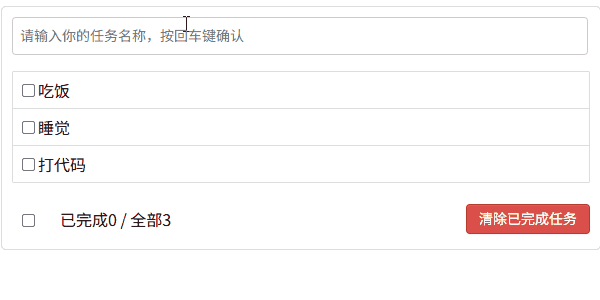 请输入你的任务名称，按回车键确认
吃饭
睡觉
打代码
已完成0 / 全部3
清除已完成任务